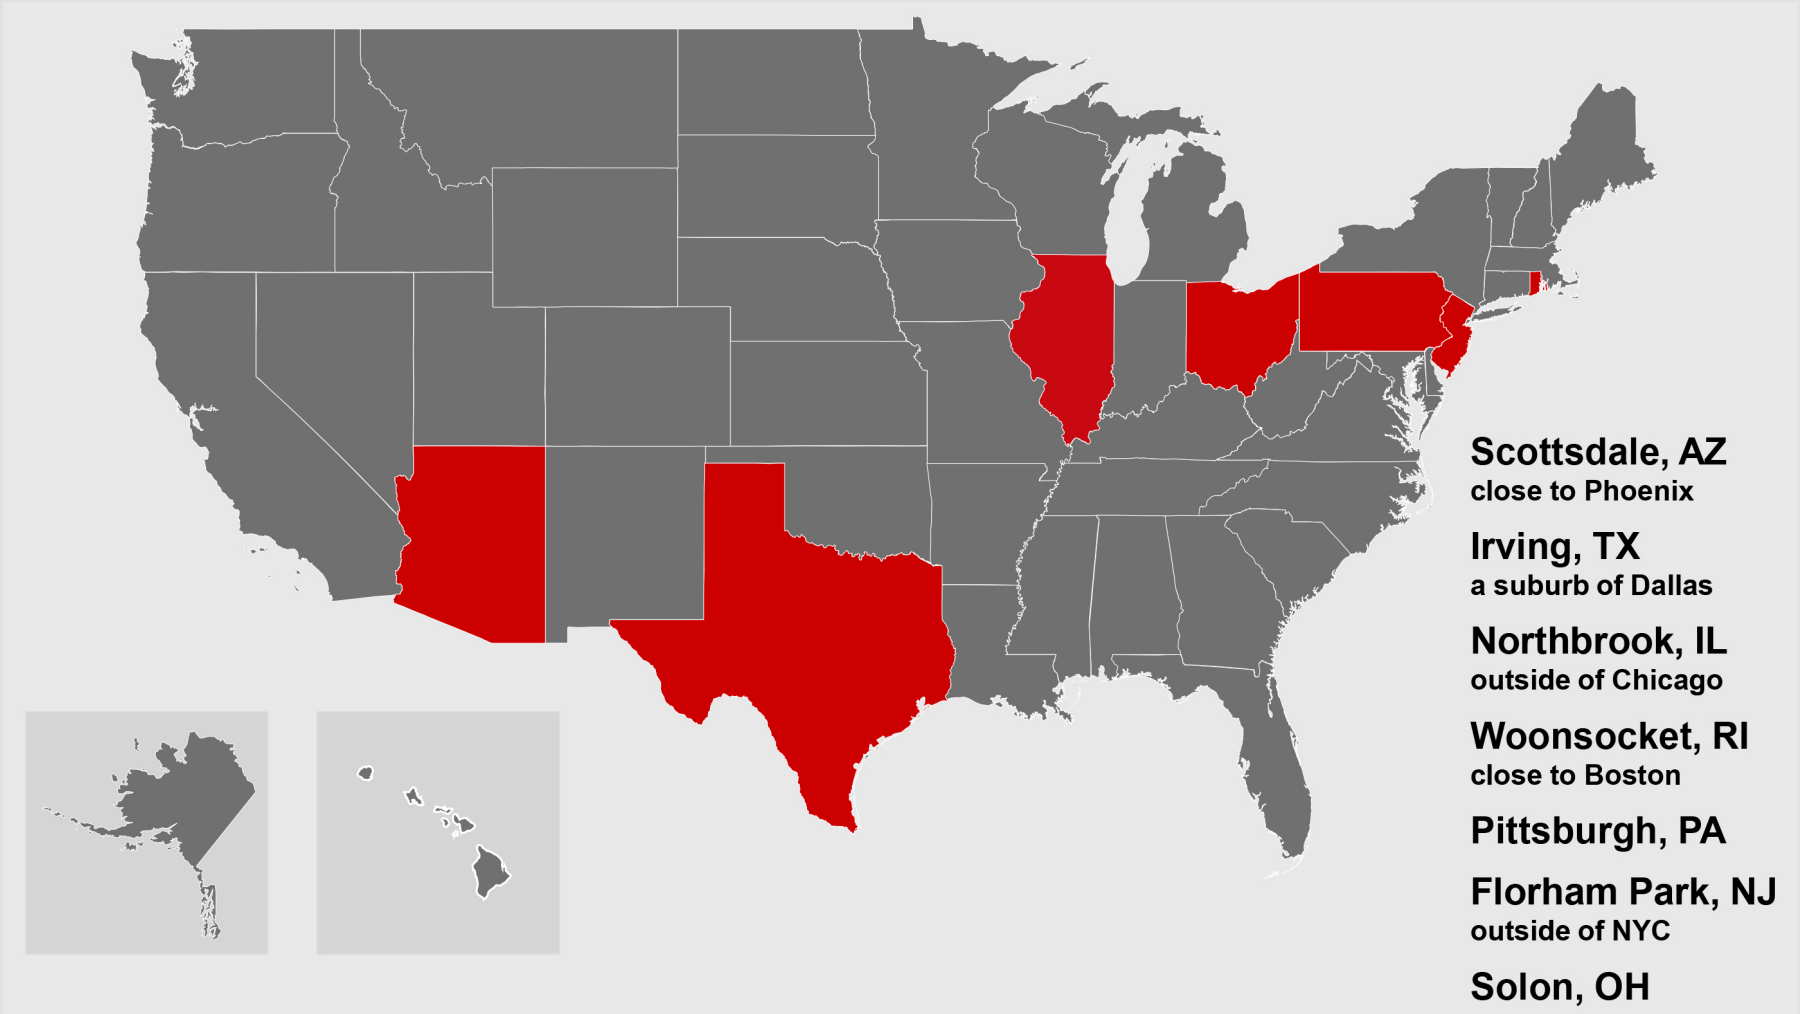 Scottsdale, AZ
close to Phoenix
Irving, TX
a suburb of Dallas
Northbrook, IL
outside of Chicago
Woonsocket, RI
close to Boston
Pittsburgh, PA
Florham Park, NJ
outside of NYC
Solon, OH